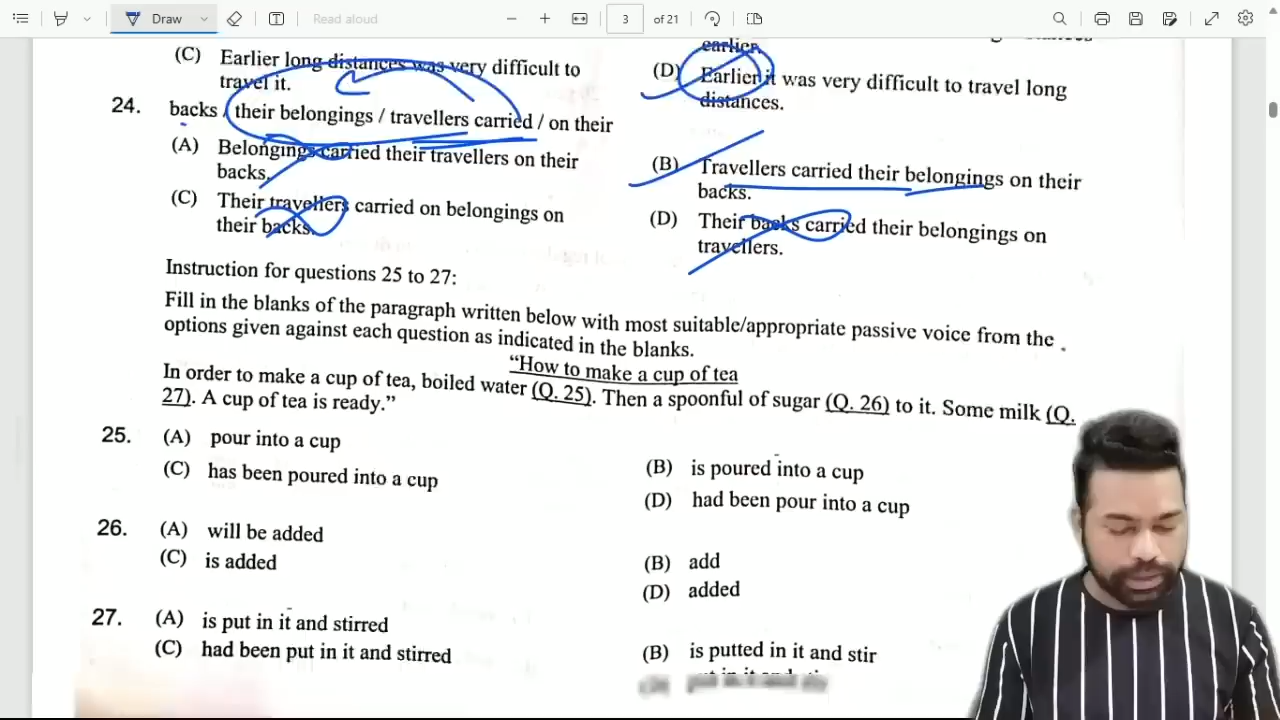 Draw
Read aloud
3
of 21
earlier.
(C) Earlier long distances was very difficult to
travel it.
(D) Earlier it was very difficult to travel long
distances.
24. backs / their belongings / travellers carried / on their
(A) Belongings carried their travellers on their
backs.
(B) Travellers carried their belongings on their
backs.
(C) Their travellers carried on belongings on
their backs.
(D) Their backs carried their belongings on
travellers.
Instruction for questions 25 to 27:
Fill in the blanks of the paragraph written below with most suitable/appropriate passive voice from the
options given against each question as indicated in the blanks.
“How to make a cup of tea
In order to make a cup of tea, boiled water (Q. 25). Then a spoonful of sugar (Q. 26) to it. Some milk (Q.
27). A cup of tea is ready.”
25. (A) pour into a cup
(B) is poured into a cup
(C) has been poured into a cup
(D) had been pour into a cup
26. (A) will be added
(B) add
(C) is added
(D) added
27. (A) is put in it and stirred
(B) is putted in it and stir
(C) had been put in it and stirred